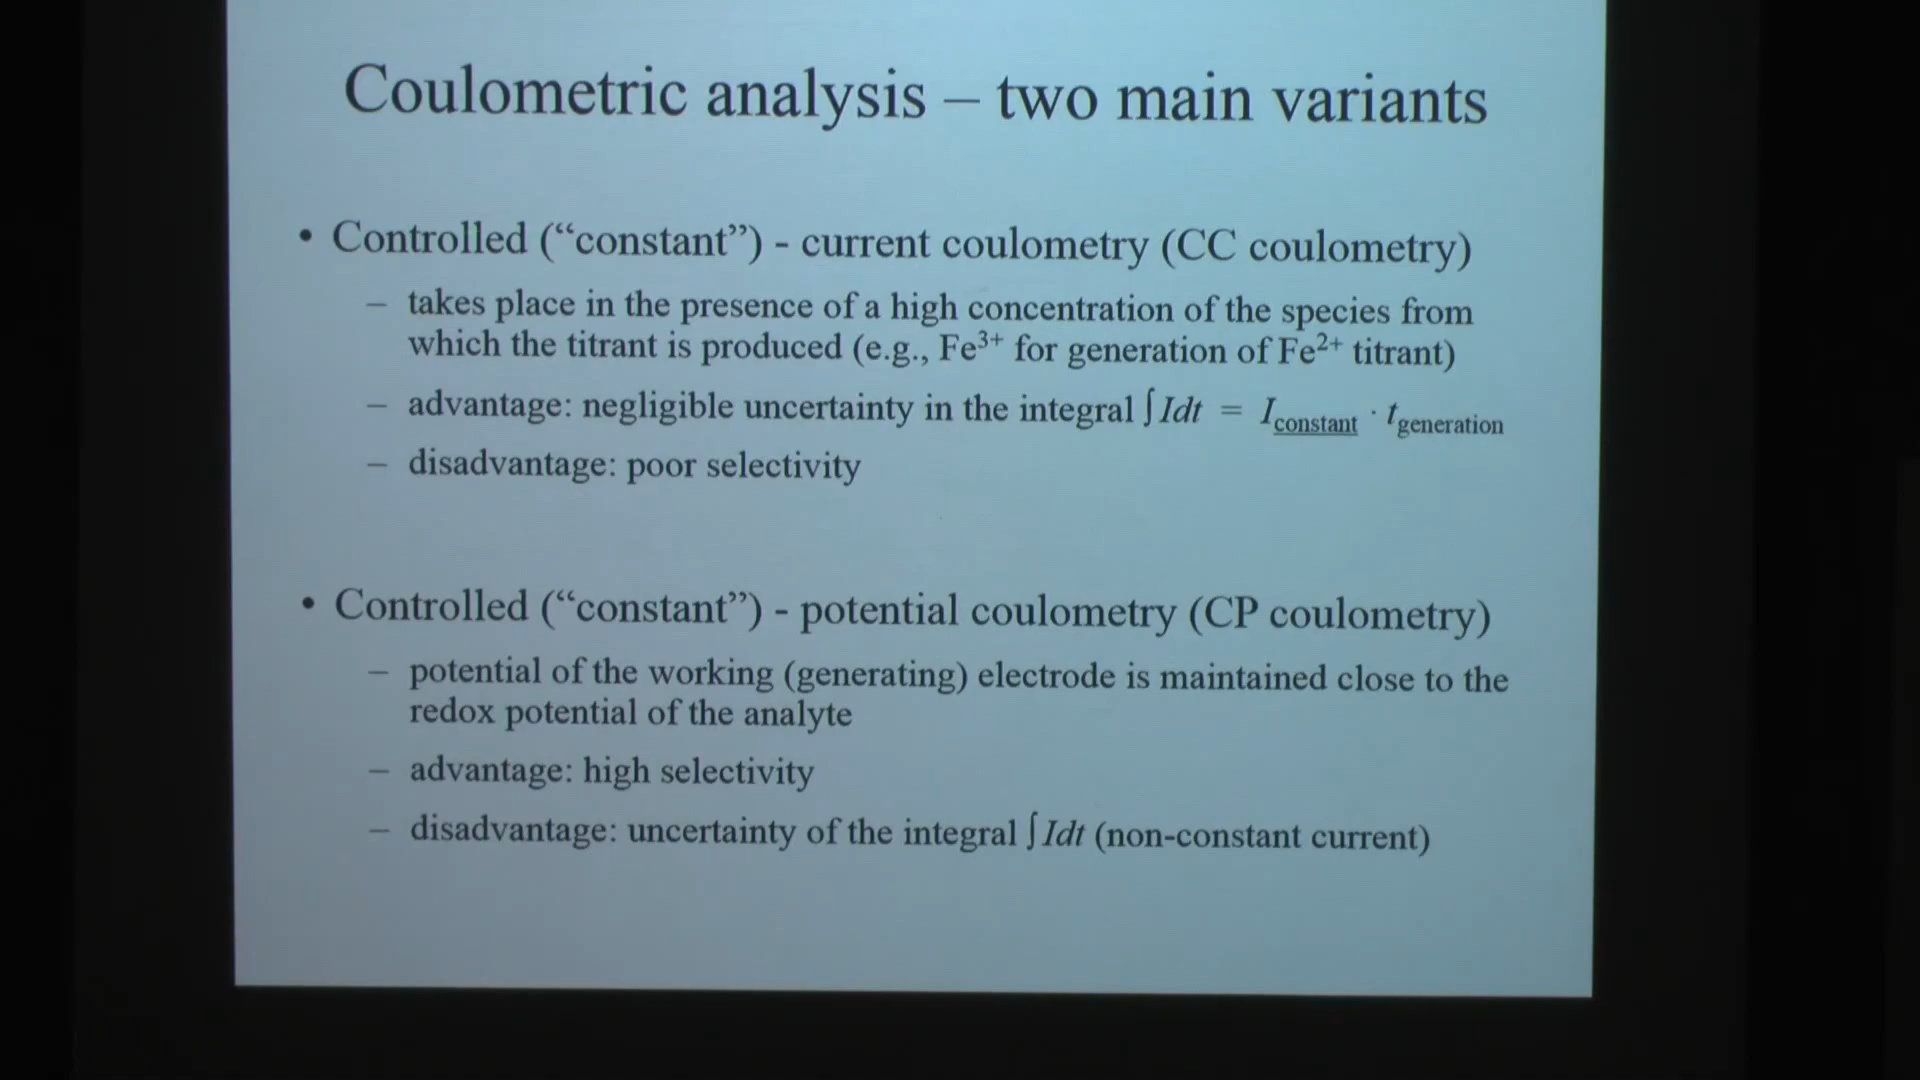 Coulometric analysis – two main variants
• Controlled (“constant”) - current coulometry (CC coulometry)
– takes place in the presence of a high concentration of the species from
which the titrant is produced (e.g., Fe³⁺ for generation of Fe²⁺ titrant)
– advantage: negligible uncertainty in the integral ∫Idt = I_constant · t_generation
– disadvantage: poor selectivity
• Controlled (“constant”) - potential coulometry (CP coulometry)
– potential of the working (generating) electrode is maintained close to the
redox potential of the analyte
– advantage: high selectivity
– disadvantage: uncertainty of the integral ∫Idt (non-constant current)